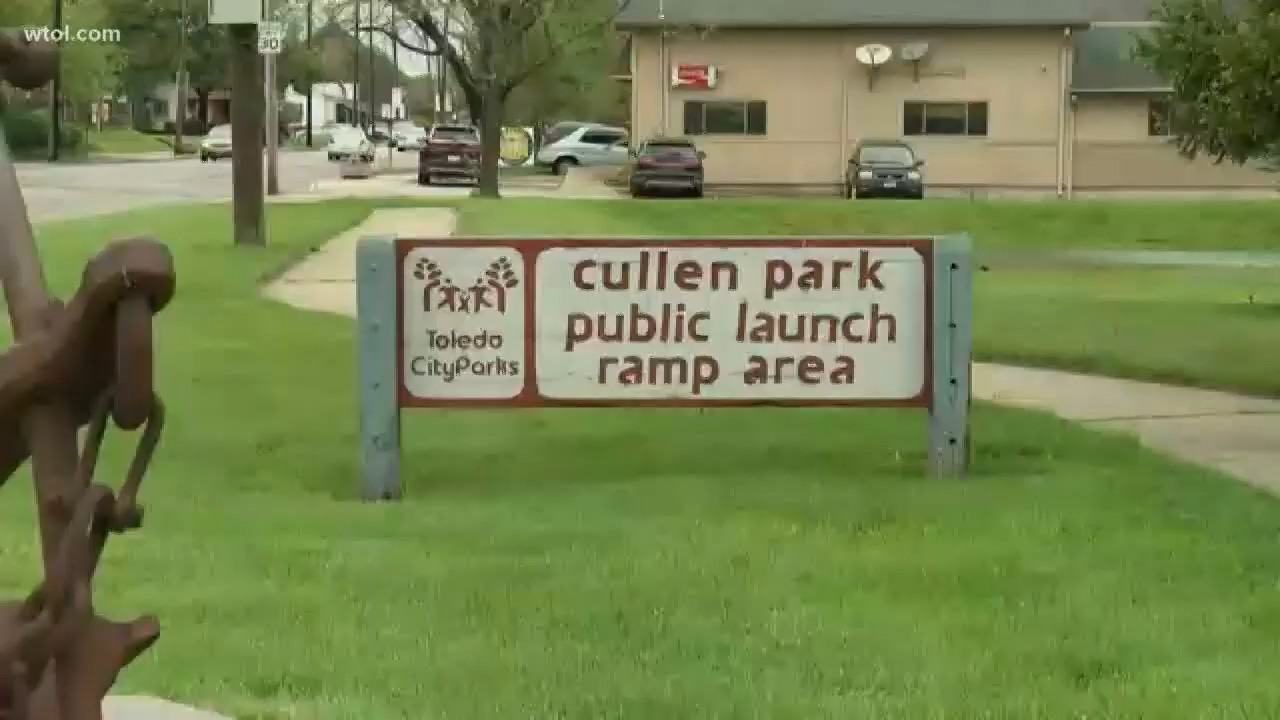 wtol.com
30
Toledo
CityParks
cullen park
public launch
ramp area